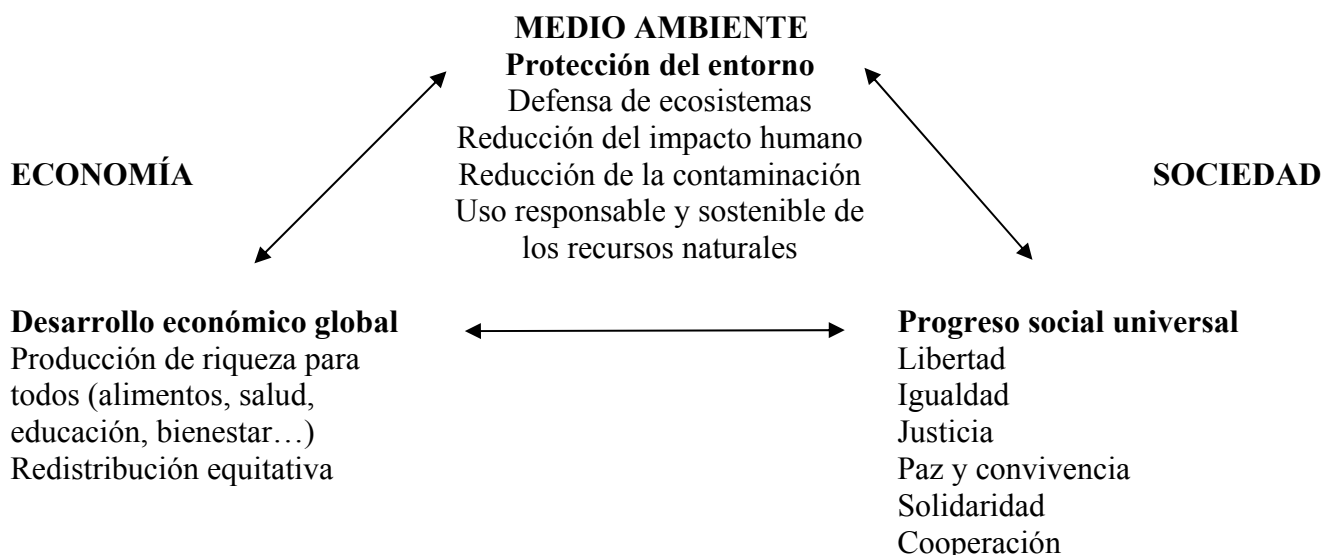 MEDIO AMBIENTE
Protección del entorno
Defensa de ecosistemas
Reducción del impacto humano
Reducción de la contaminación
Uso responsable y sostenible de
los recursos naturales
ECONOMÍA
SOCIEDAD
Desarrollo económico global
Producción de riqueza para
todos (alimentos, salud,
educación, bienestar…)
Redistribución equitativa
Progreso social universal
Libertad
Igualdad
Justicia
Paz y convivencia
Solidaridad
Cooperación